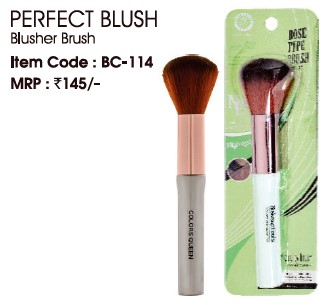 PERFECT BLUSH
Blusher Brush
Item Code : BC-114
MRP : ₹145/-
COLORS QUEEN
ROSE
TYPE
BRUSH